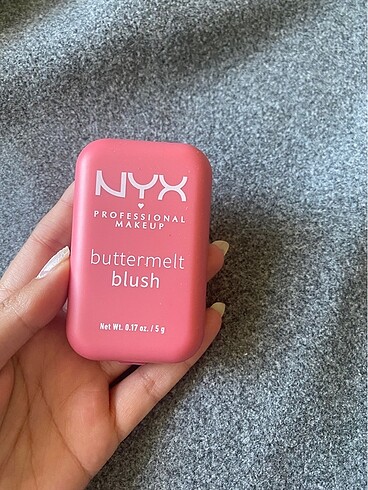 NYX
PROFESSIONAL
MAKEUP
buttermelt
blush
Net Wt. 0.17 oz. / 5 g